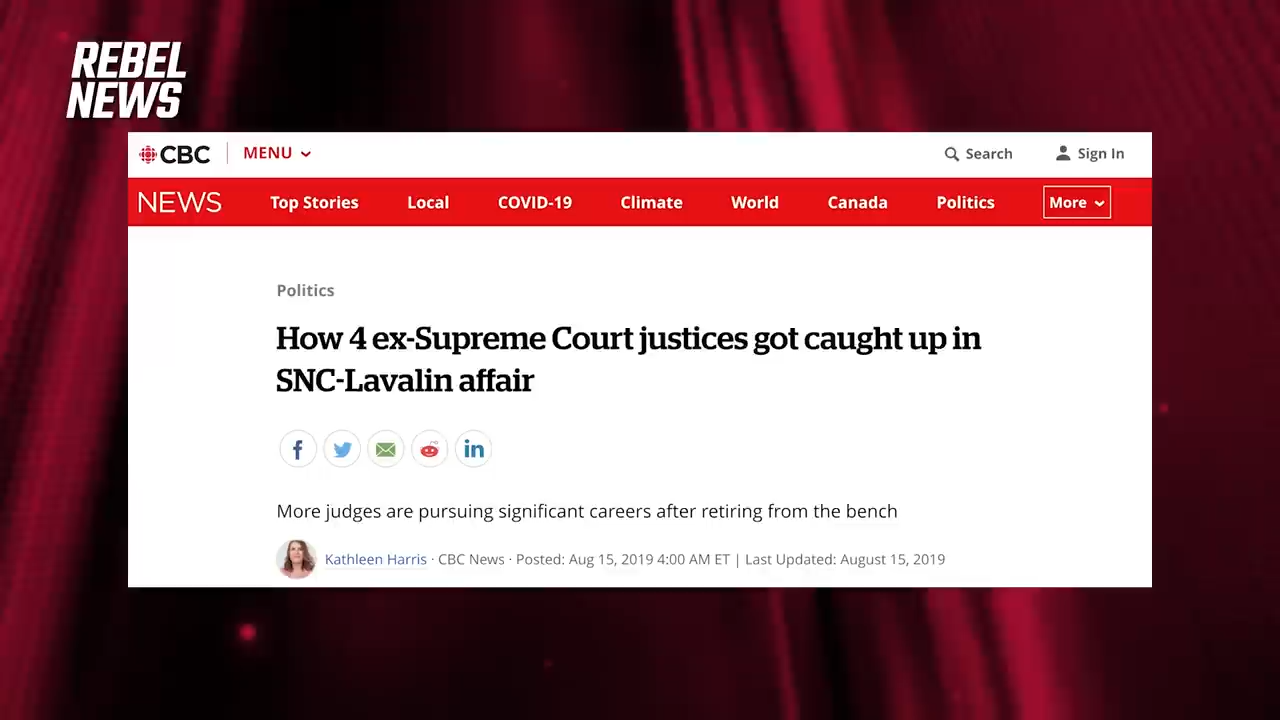 REBEL
NEWS
CBC MENU Search Sign In
NEWS Top Stories Local COVID-19 Climate World Canada Politics More
Politics
How 4 ex-Supreme Court justices got caught up in
SNC-Lavalin affair
More judges are pursuing significant careers after retiring from the bench
Kathleen Harris · CBC News · Posted: Aug 15, 2019 4:00 AM ET | Last Updated: August 15, 2019